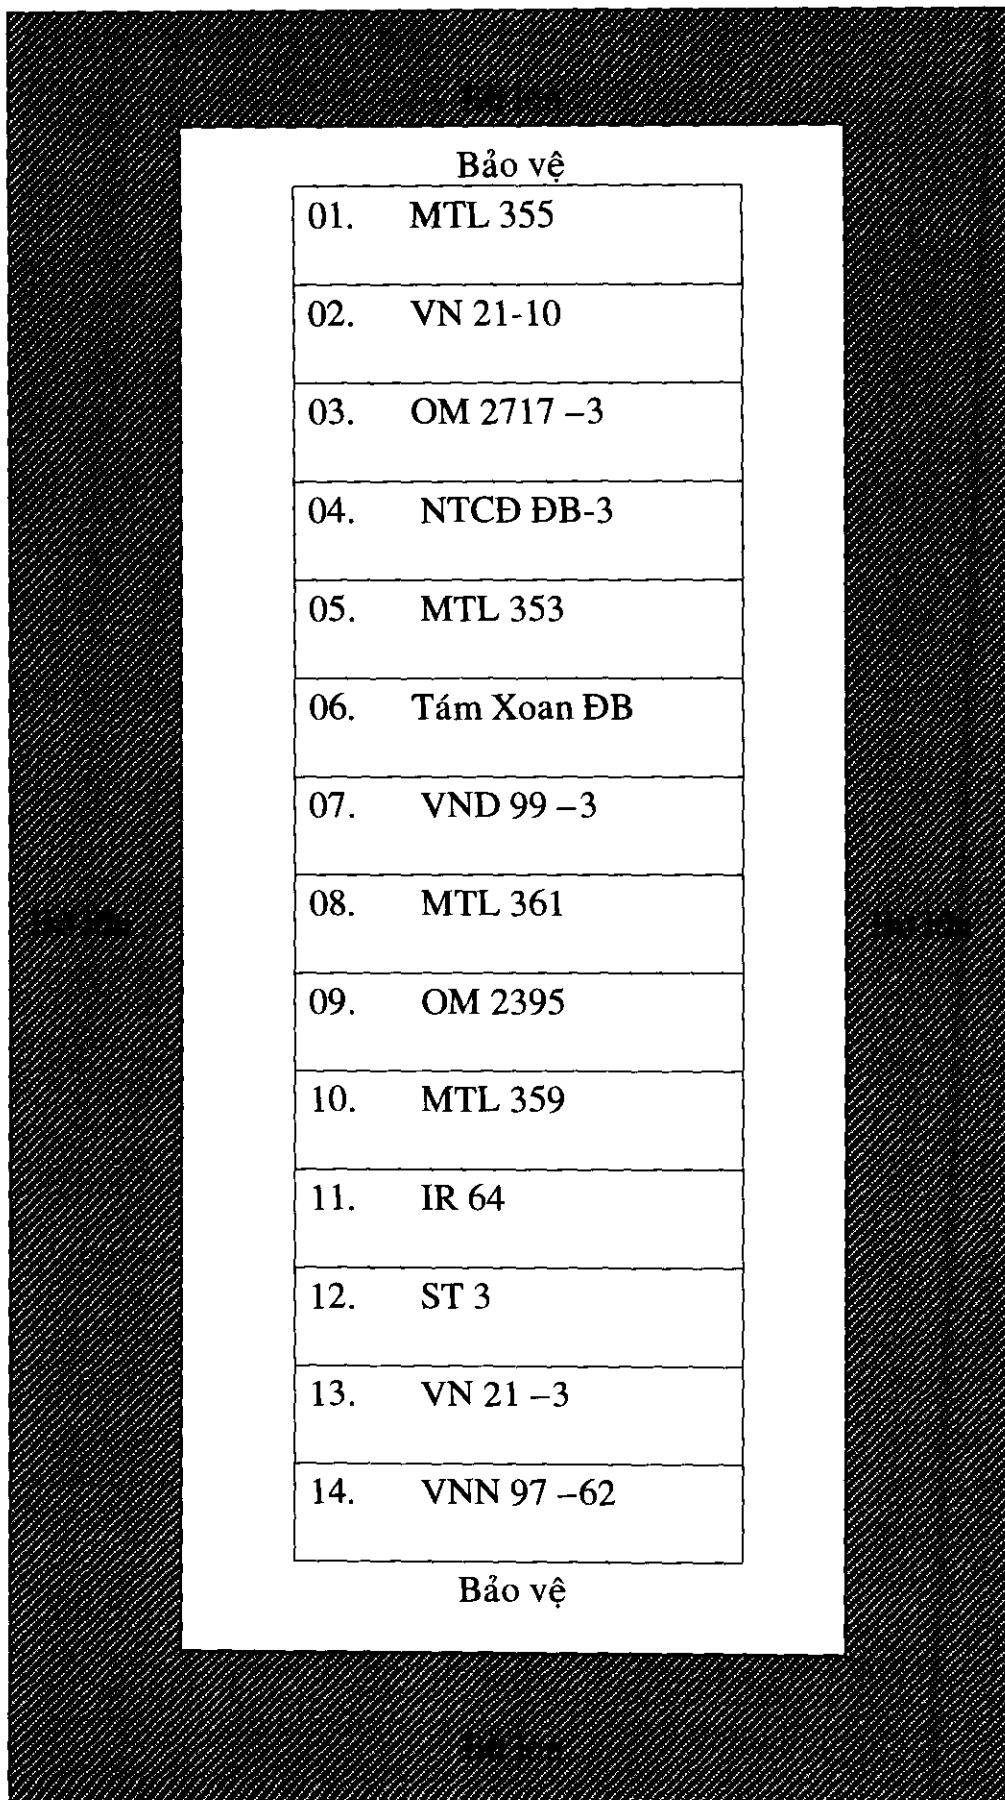 Bảo vệ
01. MTL 355
02. VN 21-10
03. OM 2717 –3
04. NTCĐ ĐB-3
05. MTL 353
06. Tám Xoan ĐB
07. VND 99 –3
08. MTL 361
09. OM 2395
10. MTL 359
11. IR 64
12. ST 3
13. VN 21 –3
14. VNN 97 –62
Bảo vệ